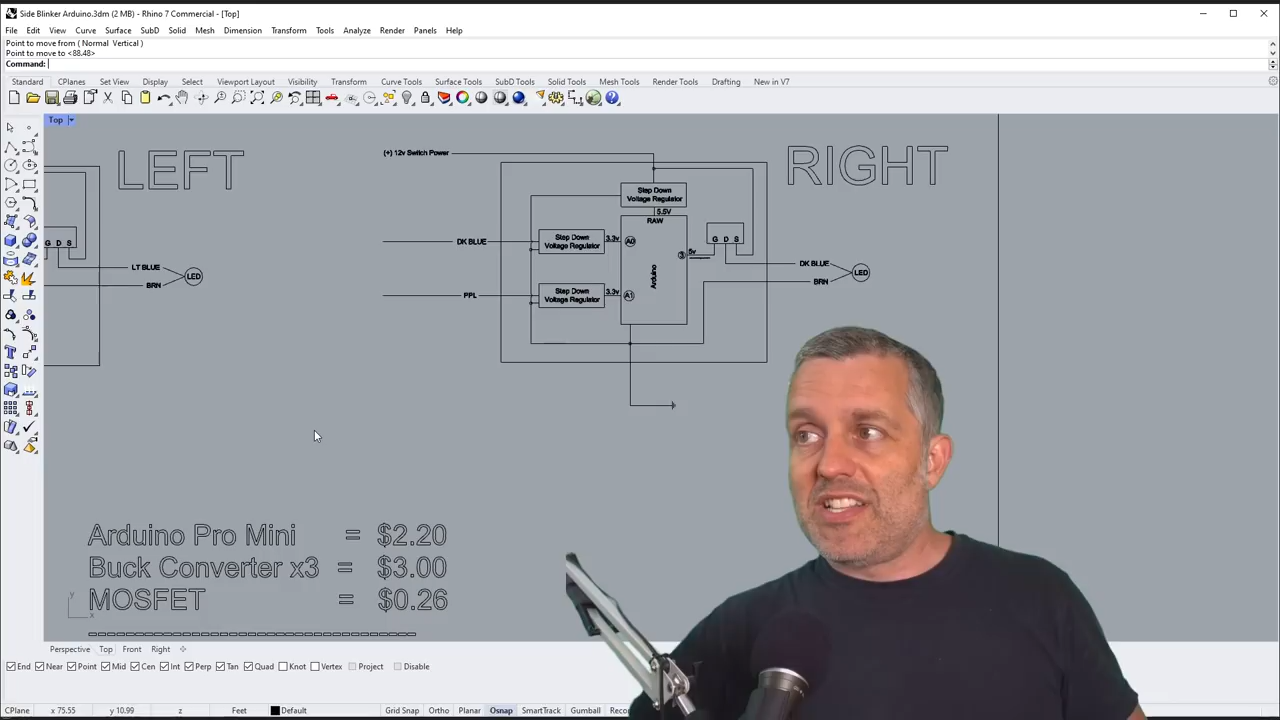 Side Blinker Arduino.3dm (2 MB) - Rhino 7 Commercial - [Top]
File Edit View Curve Surface SubD Solid Mesh Dimension Transform Tools Analyze Render Panels Help
Point to move from ( Normal Vertical )
Point to move to <88.48>
Command:
Standard CPlanes Set View Display Select Viewport Layout Visibility Transform Curve Tools Surface Tools SubD Tools Solid Tools Mesh Tools Render Tools Drafting New in V7
Top
LEFT
(+) 12v Switch Power
RIGHT
Step Down
Voltage Regulator
5.5V
RAW
G D S
LT BLUE
BRN
LED
DK BLUE
Step Down
Voltage Regulator
3.3v
A0
PPL
Step Down
Voltage Regulator
3.3v
A1
Arduino
3
5v
G D S
DK BLUE
BRN
LED
Arduino Pro Mini = $2.20
Buck Converter x3 = $3.00
MOSFET = $0.26
y
x
Perspective Top Front Right
End Near Point Mid Cen Int Perp Tan Quad Knot Vertex Project Disable
CPlane x 75.55 y 10.99 z Feet Default Grid Snap Ortho Planar Osnap SmartTrack Gumball Reco